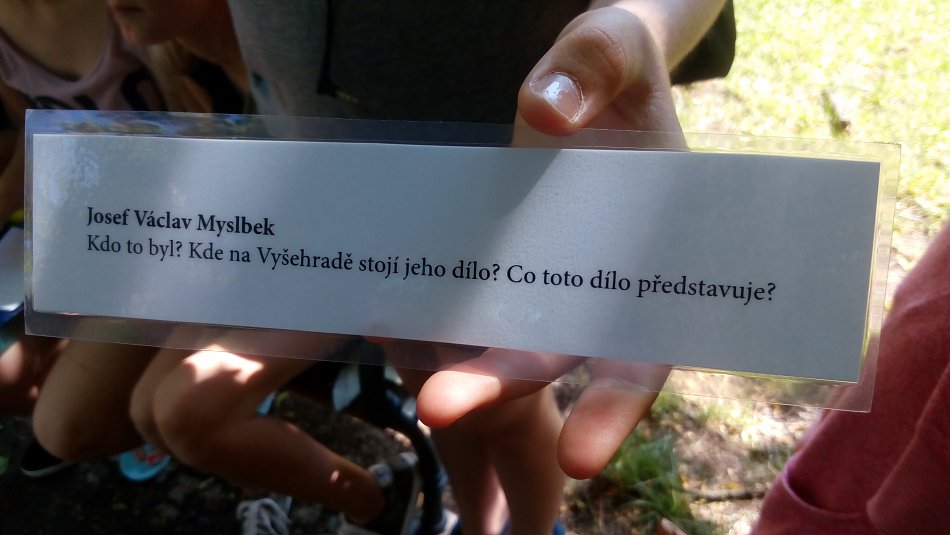 Josef Václav Myslbek
Kdo to byl? Kde na Vyšehradě stojí jeho dílo? Co toto dílo představuje?